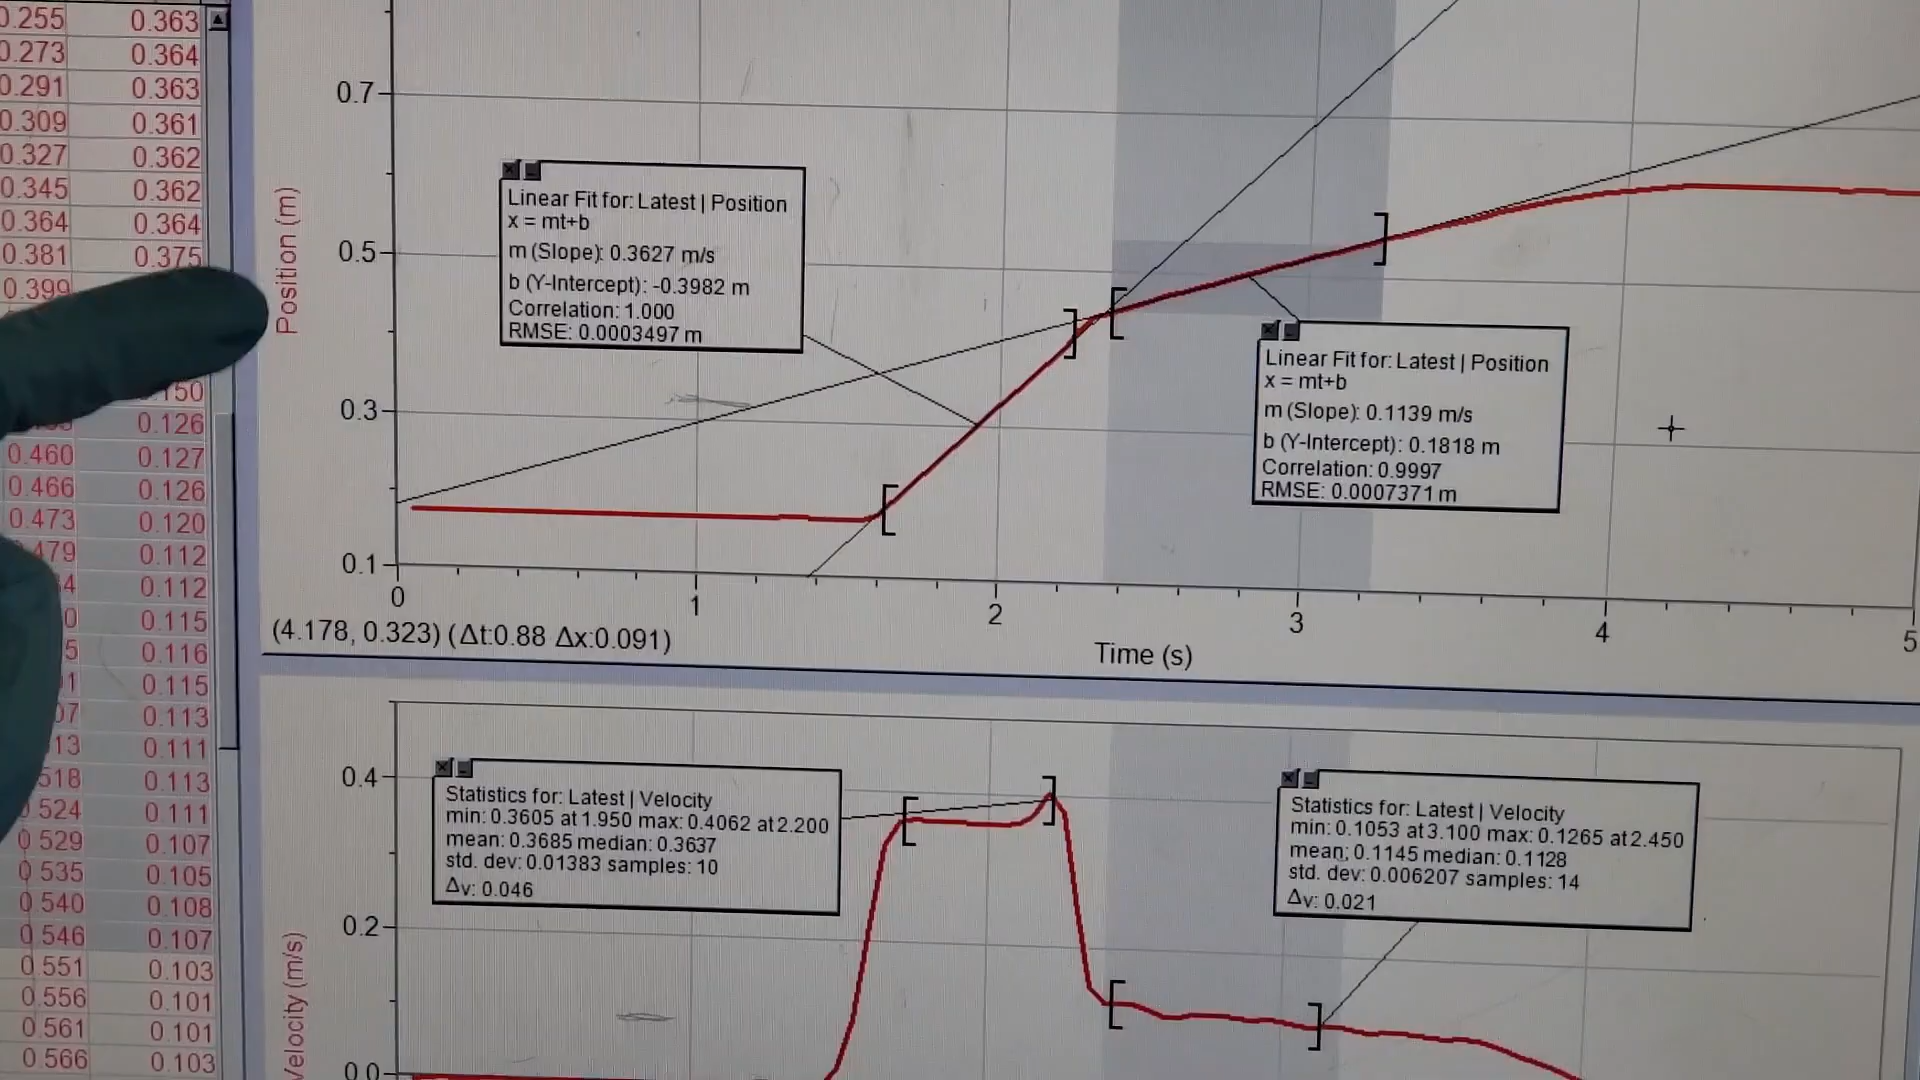 0.255 0.363
0.273 0.364
0.291 0.363
0.309 0.361
0.327 0.362
0.345 0.362
0.364 0.364
0.381 0.375
0.399
0.126
0.460 0.127
0.466 0.126
0.473 0.120
0.112
0.112
0.115
0.116
0.115
0.113
0.111
0.113
0.524 0.111
0.529 0.107
0.535 0.105
0.540 0.108
0.546 0.107
0.551 0.103
0.556 0.101
0.561 0.101
0.566 0.103
Position (m)
0.7
0.5
0.3
0.1
Linear Fit for: Latest | Position
x = mt+b
m (Slope): 0.3627 m/s
b (Y-Intercept): -0.3982 m
Correlation: 1.000
RMSE: 0.0003497 m
Linear Fit for: Latest | Position
x = mt+b
m (Slope): 0.1139 m/s
b (Y-Intercept): 0.1818 m
Correlation: 0.9997
RMSE: 0.0007371 m
0 1 2 3 4 5
(4.178, 0.323) (Δt:0.88 Δx:0.091)
Time (s)
Velocity (m/s)
0.4
0.2
0.0
Statistics for: Latest | Velocity
min: 0.3605 at 1.950 max: 0.4062 at 2.200
mean: 0.3685 median: 0.3637
std. dev: 0.01383 samples: 10
Δv: 0.046
Statistics for: Latest | Velocity
min: 0.1053 at 3.100 max: 0.1265 at 2.450
mean: 0.1145 median: 0.1128
std. dev: 0.006207 samples: 14
Δv: 0.021